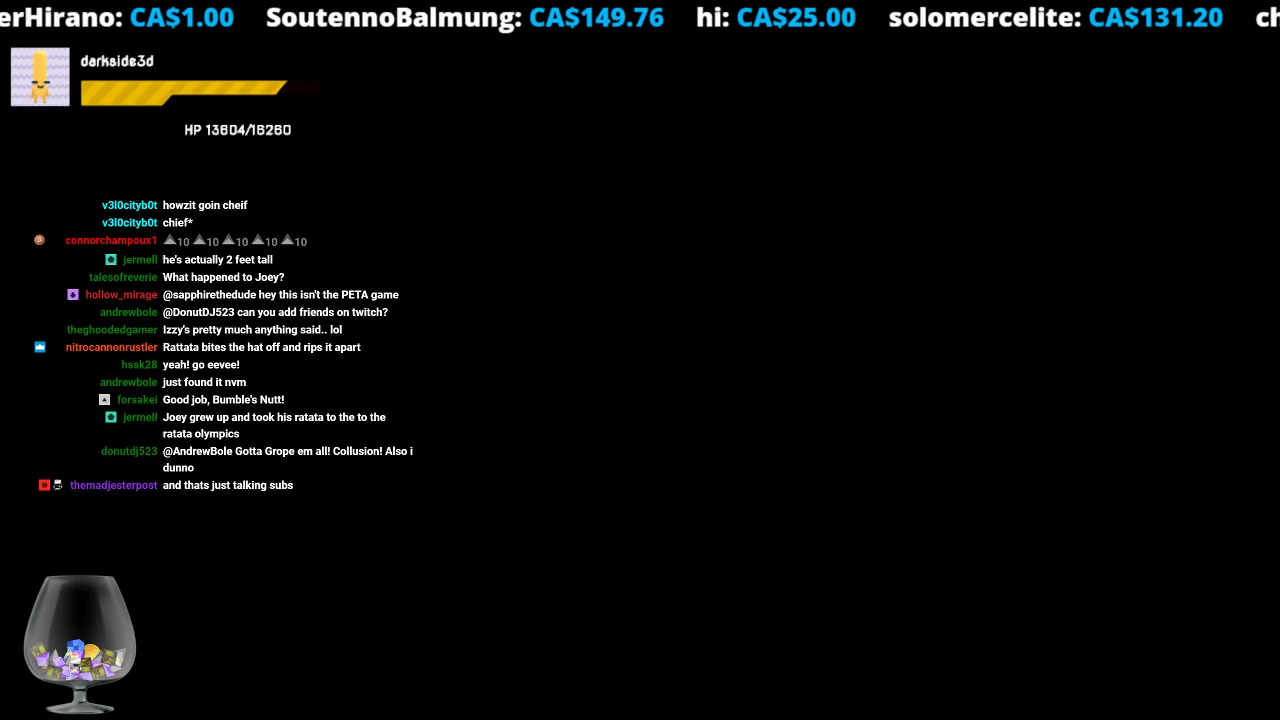 erHirano: CA$1.00 SoutennoBalmung: CA$149.76 hi: CA$25.00 solomercelite: CA$131.20 ch
darkside3d
HP 13604/16260
v3l0cityb0t howzit goin cheif
v3l0cityb0t chief*
connorchampoux1 10 10 10 10 10
jermell he's actually 2 feet tall
talesofreverie What happened to Joey?
hollow_mirage @sapphirethedude hey this isn't the PETA game
andrewbole @DonutDJ523 can you add friends on twitch?
theghoodedgamer Izzy's pretty much anything said.. lol
nitrocannonrustler Rattata bites the hat off and rips it apart
hssk28 yeah! go eevee!
andrewbole just found it nvm
forsakei Good job, Bumble's Nutt!
jermell Joey grew up and took his ratata to the to the
ratata olympics
donutdj523 @AndrewBole Gotta Grope em all! Collusion! Also i
dunno
themadjesterpost and thats just talking subs